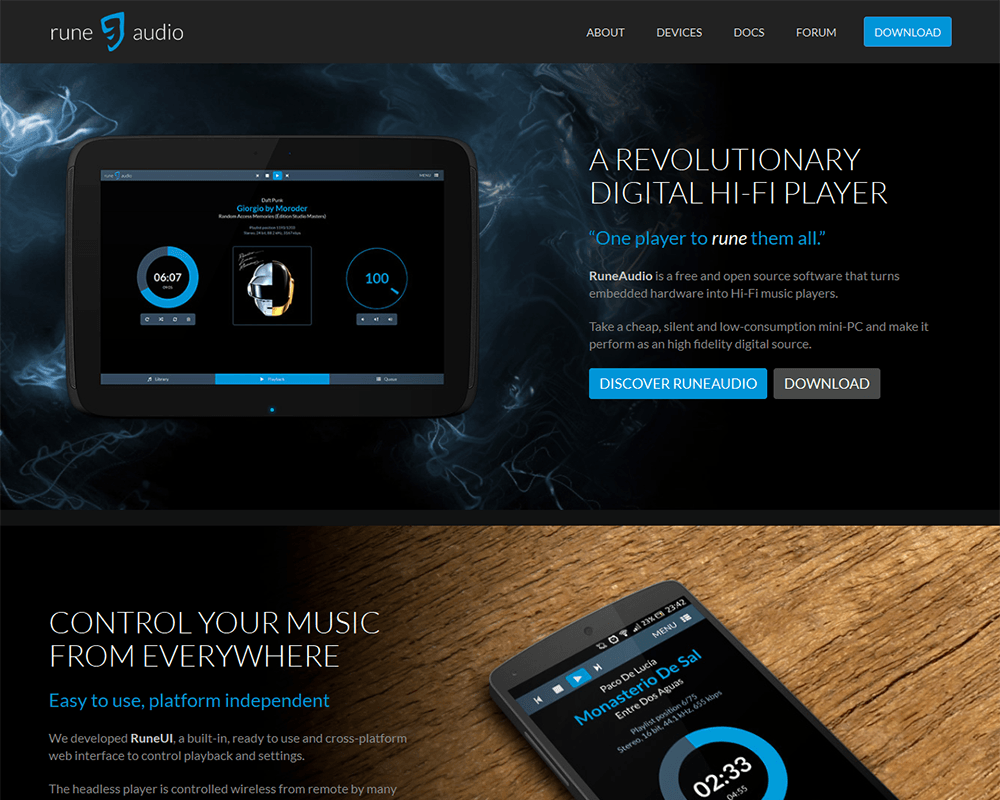 rune audio
ABOUT
DEVICES
DOCS
FORUM
DOWNLOAD
rune audio
MENU
Daft Punk
Giorgio by Moroder
Random Access Memories (Edition Studio Masters)
06:07
100
Library
Playback
Queue
A REVOLUTIONARY
DIGITAL HI-FI PLAYER
“One player to rune them all.”
RuneAudio is a free and open source software that turns
embedded hardware into Hi-Fi music players.
Take a cheap, silent and low-consumption mini-PC and make it
perform as an high fidelity digital source.
DISCOVER RUNEAUDIO
DOWNLOAD
CONTROL YOUR MUSIC
FROM EVERYWHERE
Easy to use, platform independent
We developed RuneUI, a built-in, ready to use and cross-platform
web interface to control playback and settings.
The headless player is controlled wireless from remote by many
23% 23:42
MENU
Paco De Lucía
Monasterio De Sal
Entre Dos Aguas
Playlist position 6/75
Stereo, 16 bit, 44.1 kHz, 655 kbps
02:33
04:55